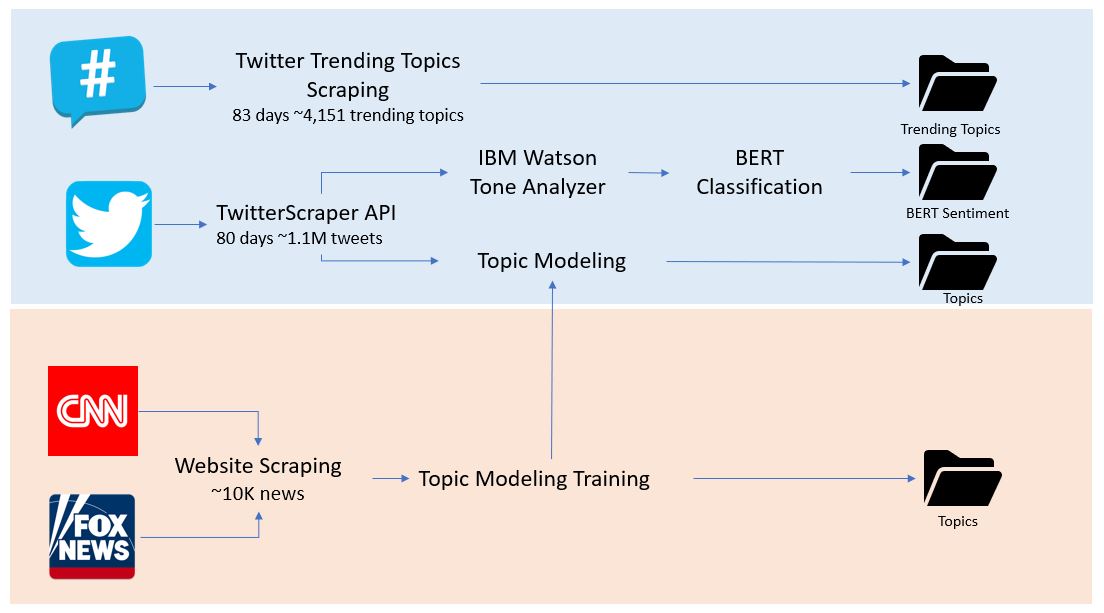 #
Twitter Trending Topics
Scraping
83 days ~4,151 trending topics
Trending Topics
IBM Watson
Tone Analyzer
BERT
Classification
BERT Sentiment
TwitterScraper API
80 days ~1.1M tweets
Topic Modeling
Topics
CNN
Website Scraping
~10K news
Topic Modeling Training
Topics
FOX
NEWS